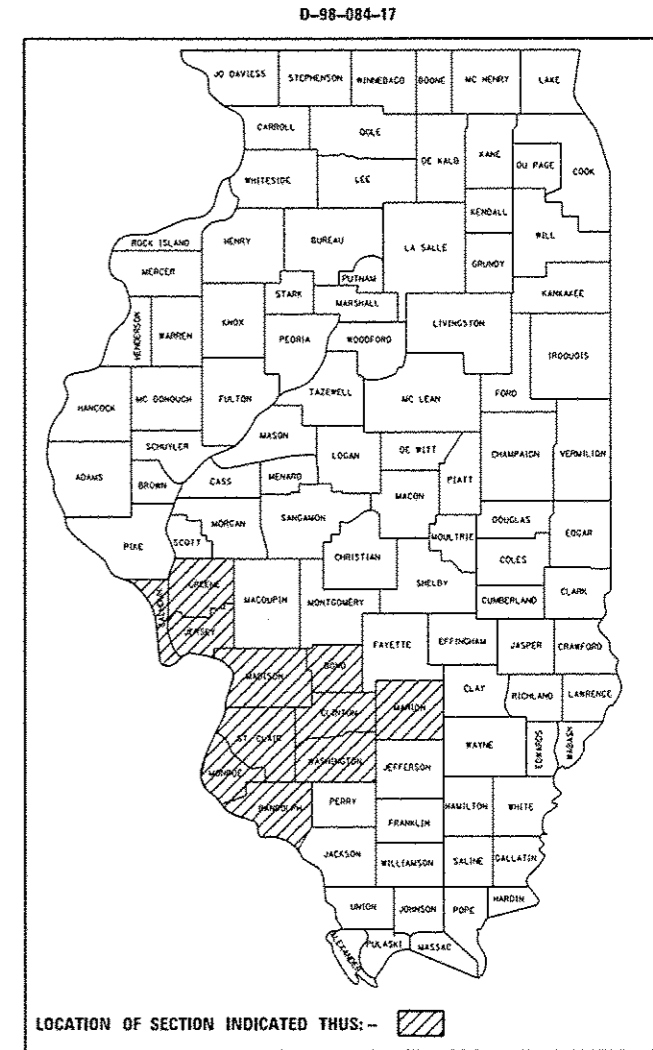 D-98-084-17
JO DAVIESS STEPHENSON WINNEBAGO BOONE MC HENRY LAKE
CARROLL OGLE DE KALB KANE DU PAGE COOK
WHITESIDE LEE
KENDALL
ROCK ISLAND HENRY BUREAU LA SALLE WILL
MERCER PUTNAM GRUNDY
STARK MARSHALL KANKAKEE
HENDERSON WARREN KNOX PEORIA WOODFORD LIVINGSTON
IROQUOIS
HANCOCK MC DONOUGH FULTON TAZEWELL MC LEAN FORD
MASON
SCHUYLER LOGAN DE WITT CHAMPAIGN VERMILION
ADAMS BROWN CASS MENARD PIATT
MACON
PIKE SCOTT MORGAN SANGAMON MOULTRIE DOUGLAS EDGAR
CHRISTIAN COLES
CALHOUN GREENE MACOUPIN MONTGOMERY SHELBY CUMBERLAND CLARK
JERSEY
FAYETTE EFFINGHAM JASPER CRAWFORD
MADISON BOND
CLAY RICHLAND LAWRENCE
CLINTON MARION
ST. CLAIR WAYNE EDWARDS WABASH
MONROE WASHINGTON JEFFERSON
RANDOLPH PERRY HAMILTON WHITE
FRANKLIN
JACKSON WILLIAMSON SALINE GALLATIN
UNION JOHNSON POPE HARDIN
ALEXANDER PULASKI MASSAC
LOCATION OF SECTION INDICATED THUS: -